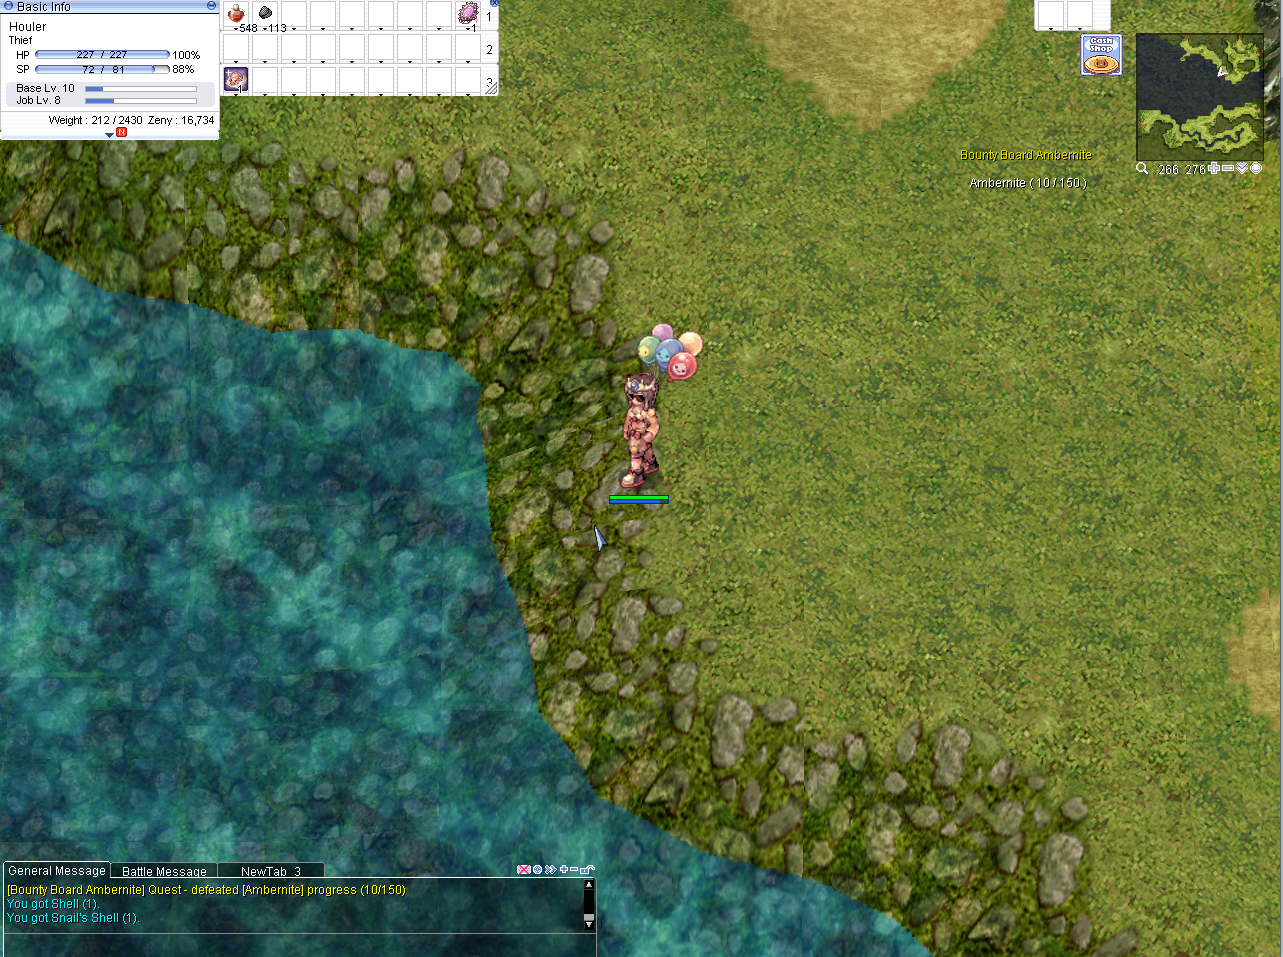 Basic Info
Houler
Thief
HP 227 / 227 100%
SP 72 / 81 88%
Base Lv. 10
Job Lv. 8
Weight : 212 / 2430 Zeny : 16,734
N
548 113 1 1
2
1 3
Cash
Shop
266 276
Bounty Board Ambernite
Ambernite ( 10 / 150 )
General Message Battle Message NewTab_3
[Bounty Board Ambernite] Quest - defeated [Ambernite] progress (10/150)
You got Shell (1).
You got Snail's Shell (1).